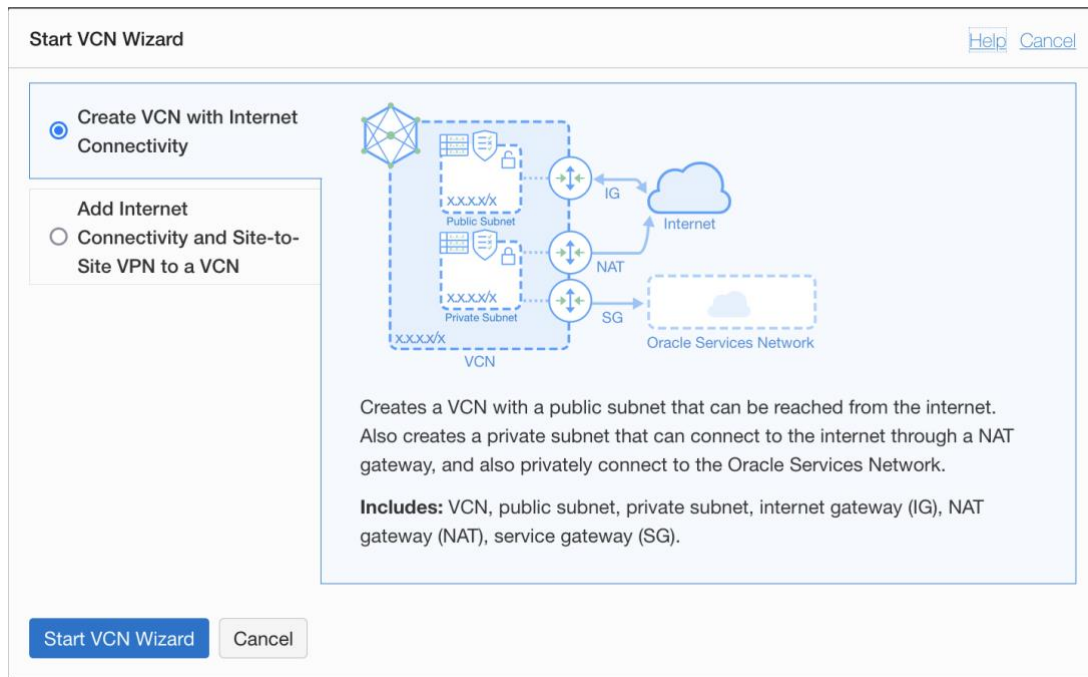 Start VCN Wizard
Help Cancel
Create VCN with Internet
Connectivity
Add Internet
Connectivity and Site-to-
Site VPN to a VCN
x.x.x.x/x
Public Subnet
IG
Internet
NAT
x.x.x.x/x
Private Subnet
SG
Oracle Services Network
x.x.x.x/x
VCN
Creates a VCN with a public subnet that can be reached from the internet.
Also creates a private subnet that can connect to the internet through a NAT
gateway, and also privately connect to the Oracle Services Network.
Includes: VCN, public subnet, private subnet, internet gateway (IG), NAT
gateway (NAT), service gateway (SG).
Start VCN Wizard
Cancel